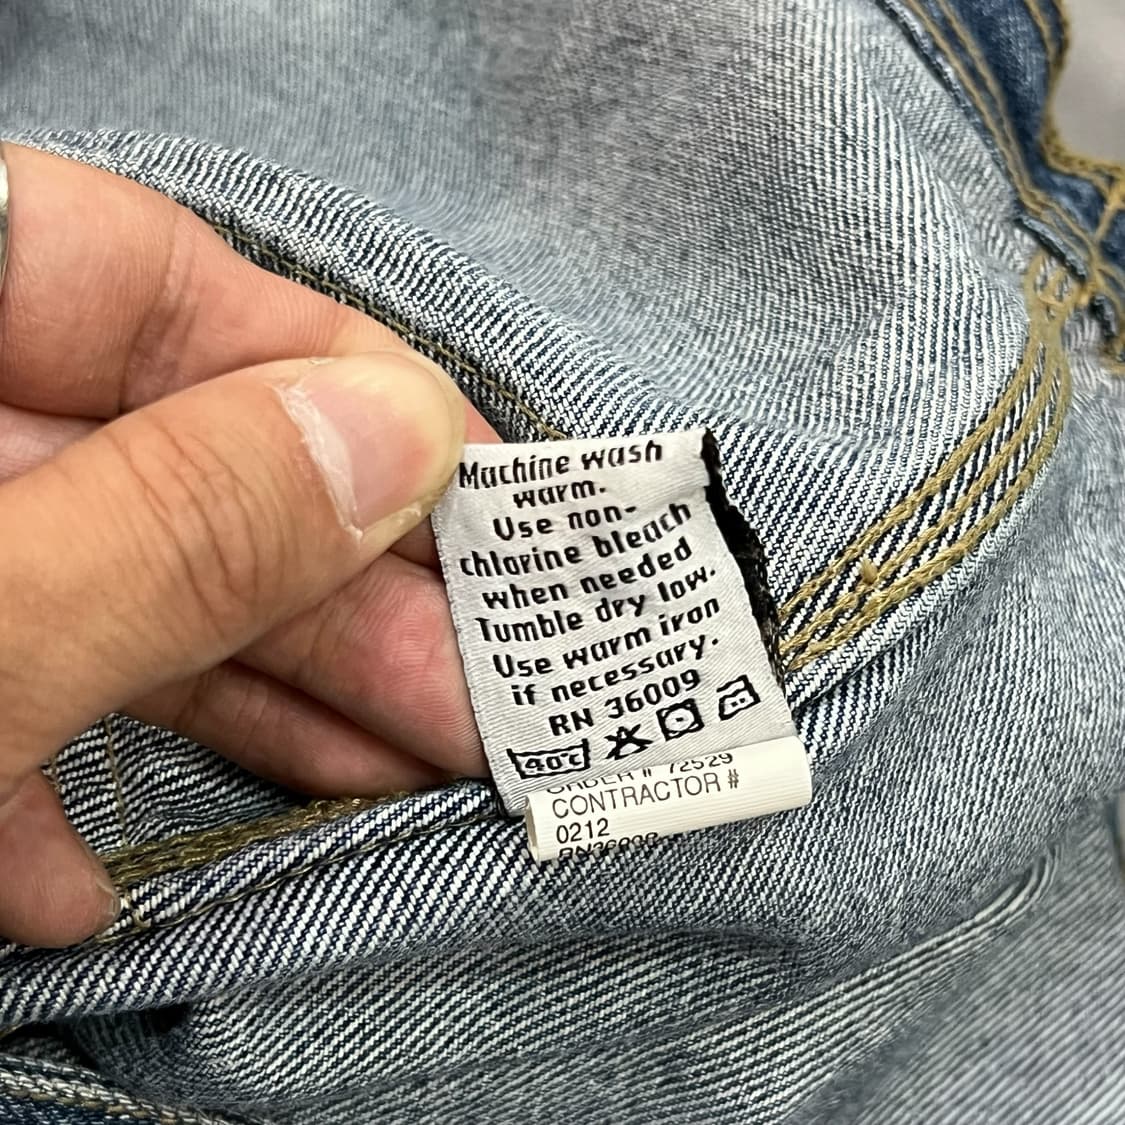 Machine wash
warm.
Use non-
chlorine bleach
when needed
Tumble dry low.
Use warm iron
if necessary.
RN 36009
40°C
ORDER # 72529
CONTRACTOR #
0212